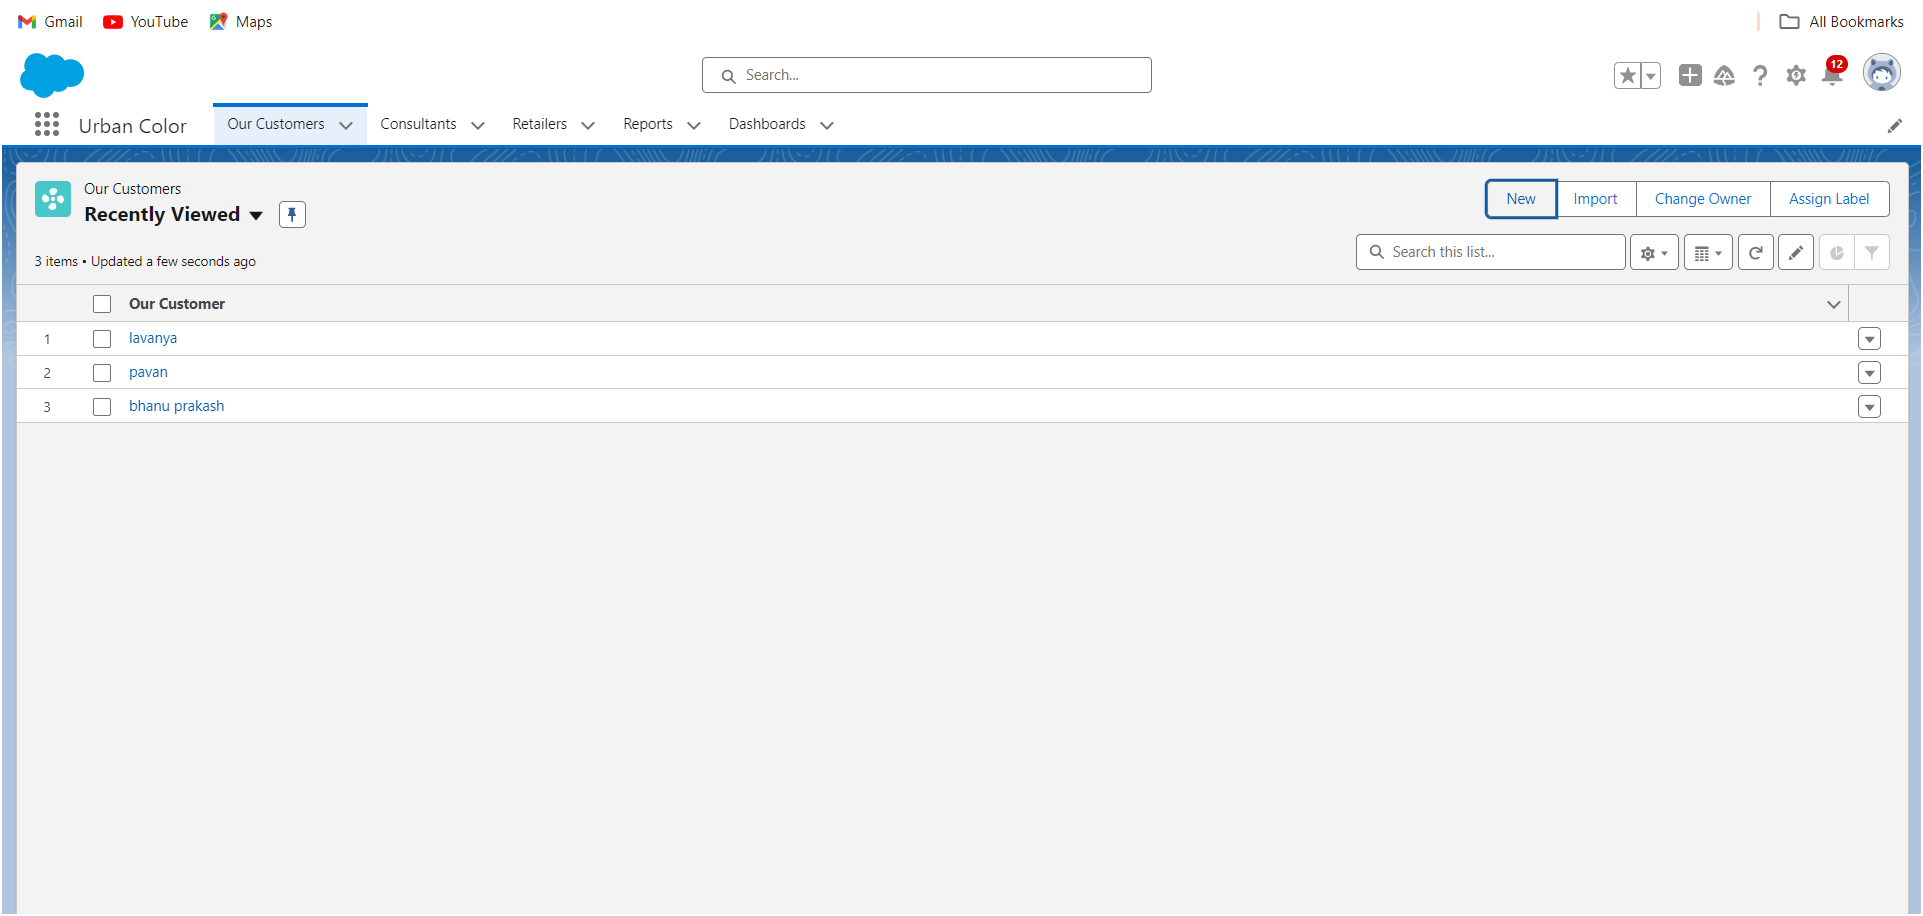 Gmail YouTube Maps All Bookmarks
Search...
12
Urban Color Our Customers Consultants Retailers Reports Dashboards
Our Customers
Recently Viewed
New Import Change Owner Assign Label
3 items • Updated a few seconds ago
Search this list...
Our Customer
1 lavanya
2 pavan
3 bhanu prakash